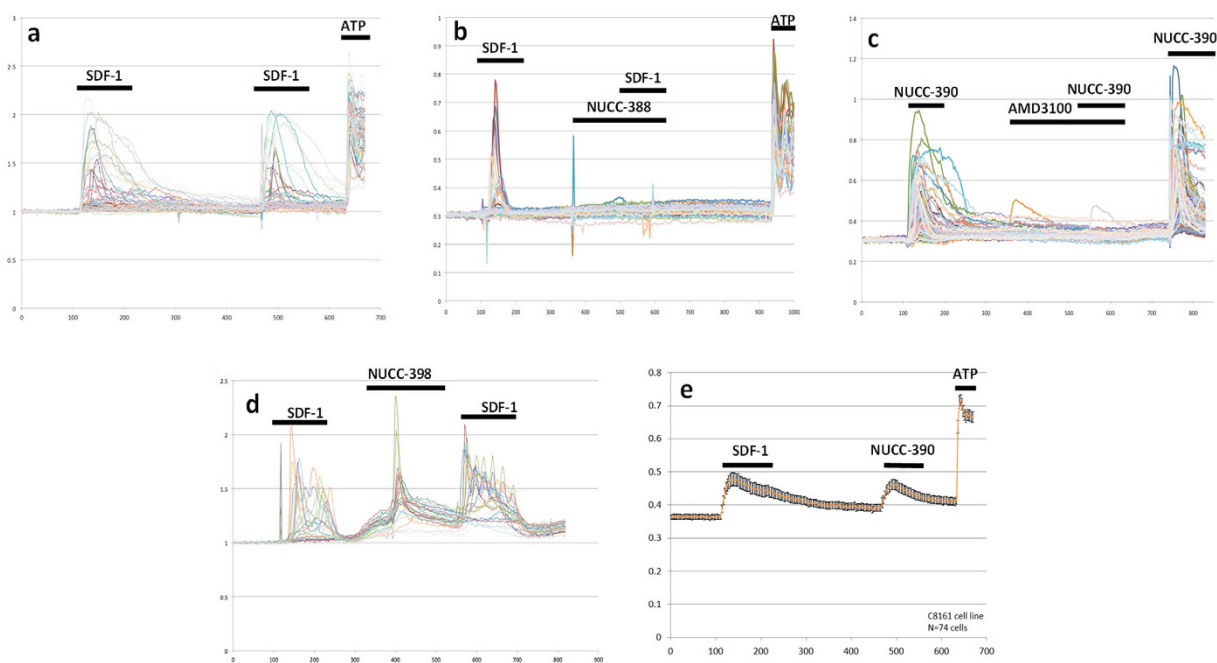 a
SDF-1
SDF-1
ATP
3
2.5
2
1.5
1
0.5
0
0 100 200 300 400 500 600 700
b
SDF-1
SDF-1
NUCC-388
ATP
1
0.9
0.8
0.7
0.6
0.5
0.4
0.3
0.2
0.1
0
0 100 200 300 400 500 600 700 800 900 1000
c
NUCC-390
NUCC-390
AMD3100
NUCC-390
1.4
1.2
1
0.8
0.6
0.4
0.2
0
0 100 200 300 400 500 600 700 800
d
SDF-1
NUCC-398
SDF-1
2.5
2
1.5
1
0.5
0
0 100 200 300 400 500 600 700 800 900
e
SDF-1
NUCC-390
ATP
0.8
0.7
0.6
0.5
0.4
0.3
0.2
0.1
0
0 100 200 300 400 500 600 700
C8161 cell line
N=74 cells